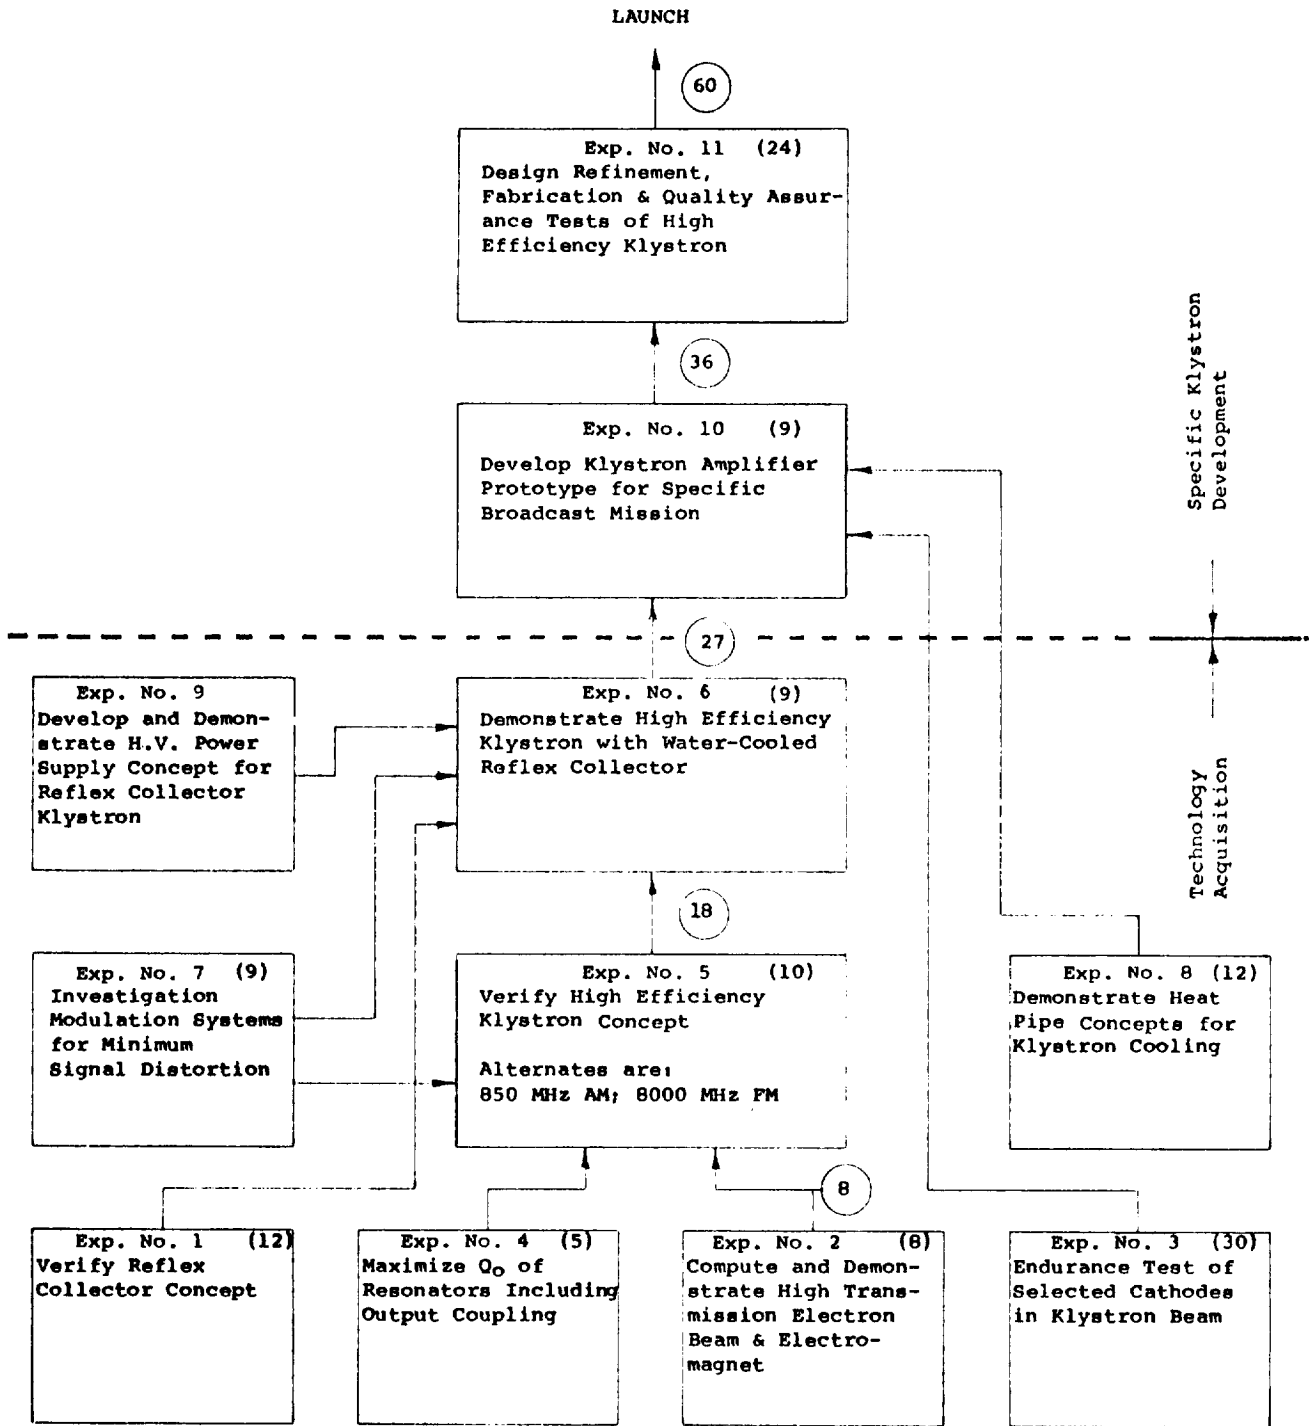 LAUNCH
60
Exp. No. 11 (24)
Design Refinement,
Fabrication & Quality Assur-
ance Tests of High
Efficiency Klystron
36
Exp. No. 10 (9)
Develop Klystron Amplifier
Prototype for Specific
Broadcast Mission
Specific Klystron
Development
27
Technology
Acquisition
Exp. No. 9
Develop and Demon-
strate H.V. Power
Supply Concept for
Reflex Collector
Klystron
Exp. No. 6 (9)
Demonstrate High Efficiency
Klystron with Water-Cooled
Reflex Collector
18
Exp. No. 7 (9)
Investigation
Modulation Systems
for Minimum
Signal Distortion
Exp. No. 5 (10)
Verify High Efficiency
Klystron Concept
Alternates are:
850 MHz AM; 8000 MHz FM
Exp. No. 8 (12)
Demonstrate Heat
Pipe Concepts for
Klystron Cooling
8
Exp. No. 1 (12)
Verify Reflex
Collector Concept
Exp. No. 4 (5)
Maximize Qo of
Resonators Including
Output Coupling
Exp. No. 2 (8)
Compute and Demon-
strate High Trans-
mission Electron
Beam & Electro-
magnet
Exp. No. 3 (30)
Endurance Test of
Selected Cathodes
in Klystron Beam